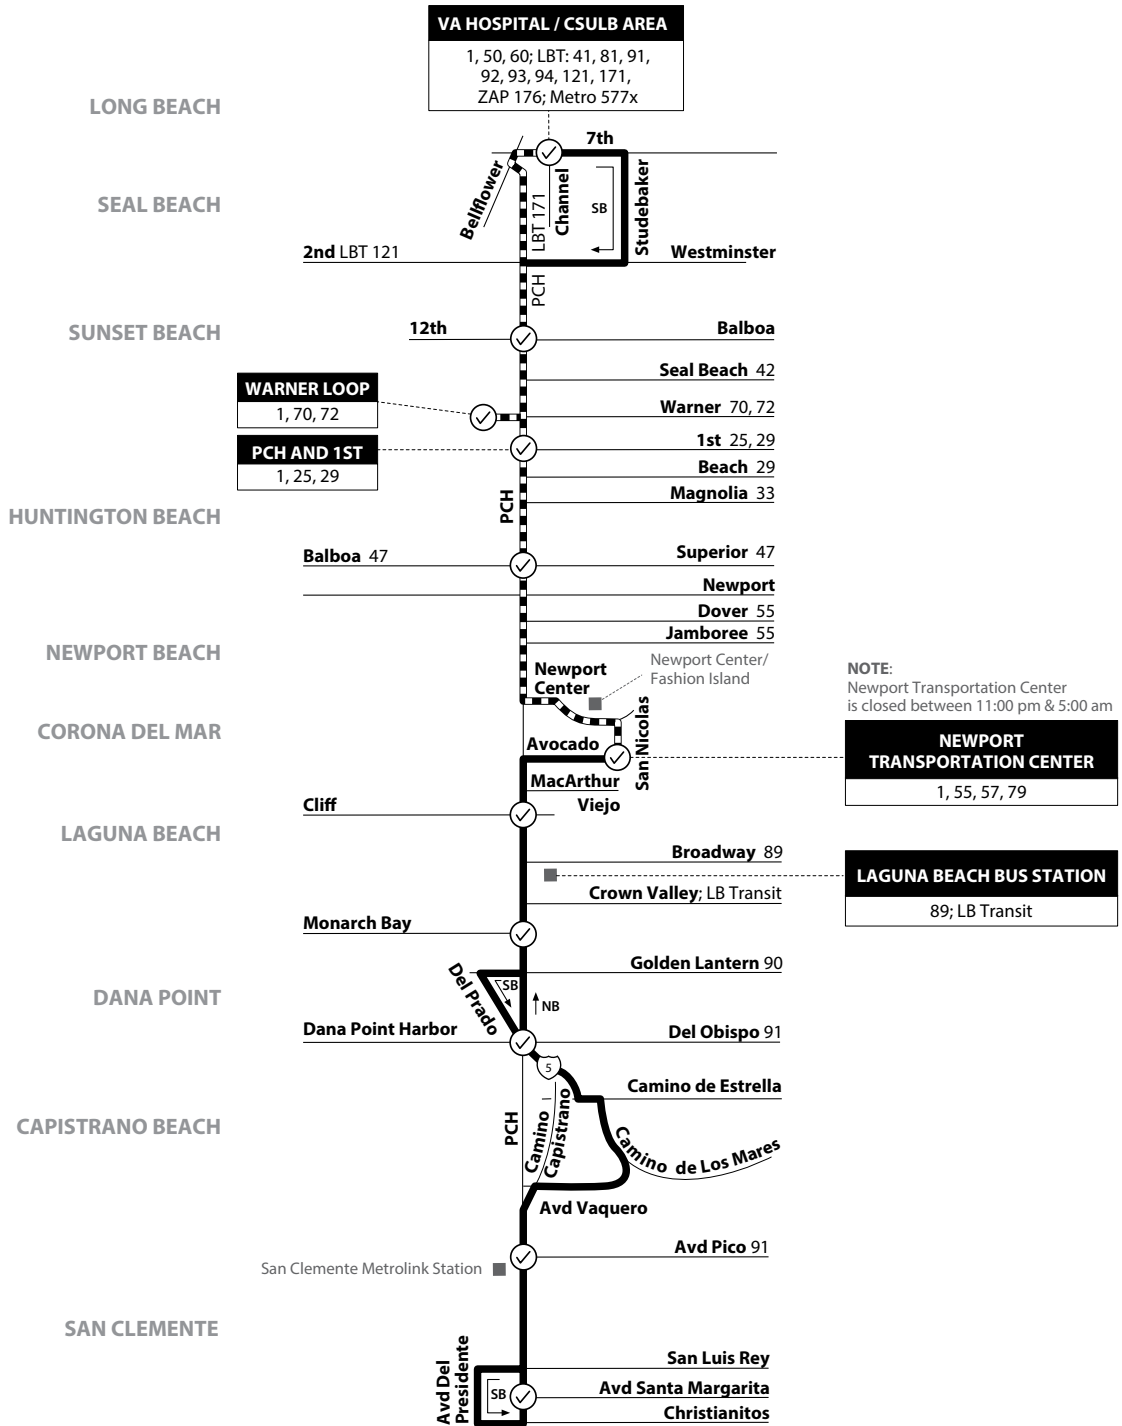 VA HOSPITAL / CSULB AREA
1, 50, 60; LBT: 41, 81, 91,
92, 93, 94, 121, 171,
ZAP 176; Metro 577x
LONG BEACH
7th
Bellflower
LBT 171
Channel
SB
Studebaker
SEAL BEACH
2nd LBT 121
Westminster
PCH
SUNSET BEACH
12th
Balboa
Seal Beach 42
WARNER LOOP
1, 70, 72
Warner 70, 72
PCH AND 1ST
1, 25, 29
1st 25, 29
Beach 29
Magnolia 33
PCH
HUNTINGTON BEACH
Balboa 47
Superior 47
Newport
Dover 55
Jamboree 55
NEWPORT BEACH
Newport
Center
Newport Center/
Fashion Island
NOTE:
Newport Transportation Center
is closed between 11:00 pm & 5:00 am
San Nicolas
CORONA DEL MAR
Avocado
NEWPORT
TRANSPORTATION CENTER
1, 55, 57, 79
MacArthur
Cliff
Viejo
LAGUNA BEACH
Broadway 89
LAGUNA BEACH BUS STATION
89; LB Transit
Crown Valley; LB Transit
Monarch Bay
Golden Lantern 90
Del Prado
SB
NB
DANA POINT
Dana Point Harbor
Del Obispo 91
5
Camino de Estrella
CAPISTRANO BEACH
PCH
Camino
Capistrano
Camino de Los Mares
Avd Vaquero
Avd Pico 91
San Clemente Metrolink Station
SAN CLEMENTE
Avd Del
Presidente
San Luis Rey
SB
Avd Santa Margarita
Christianitos